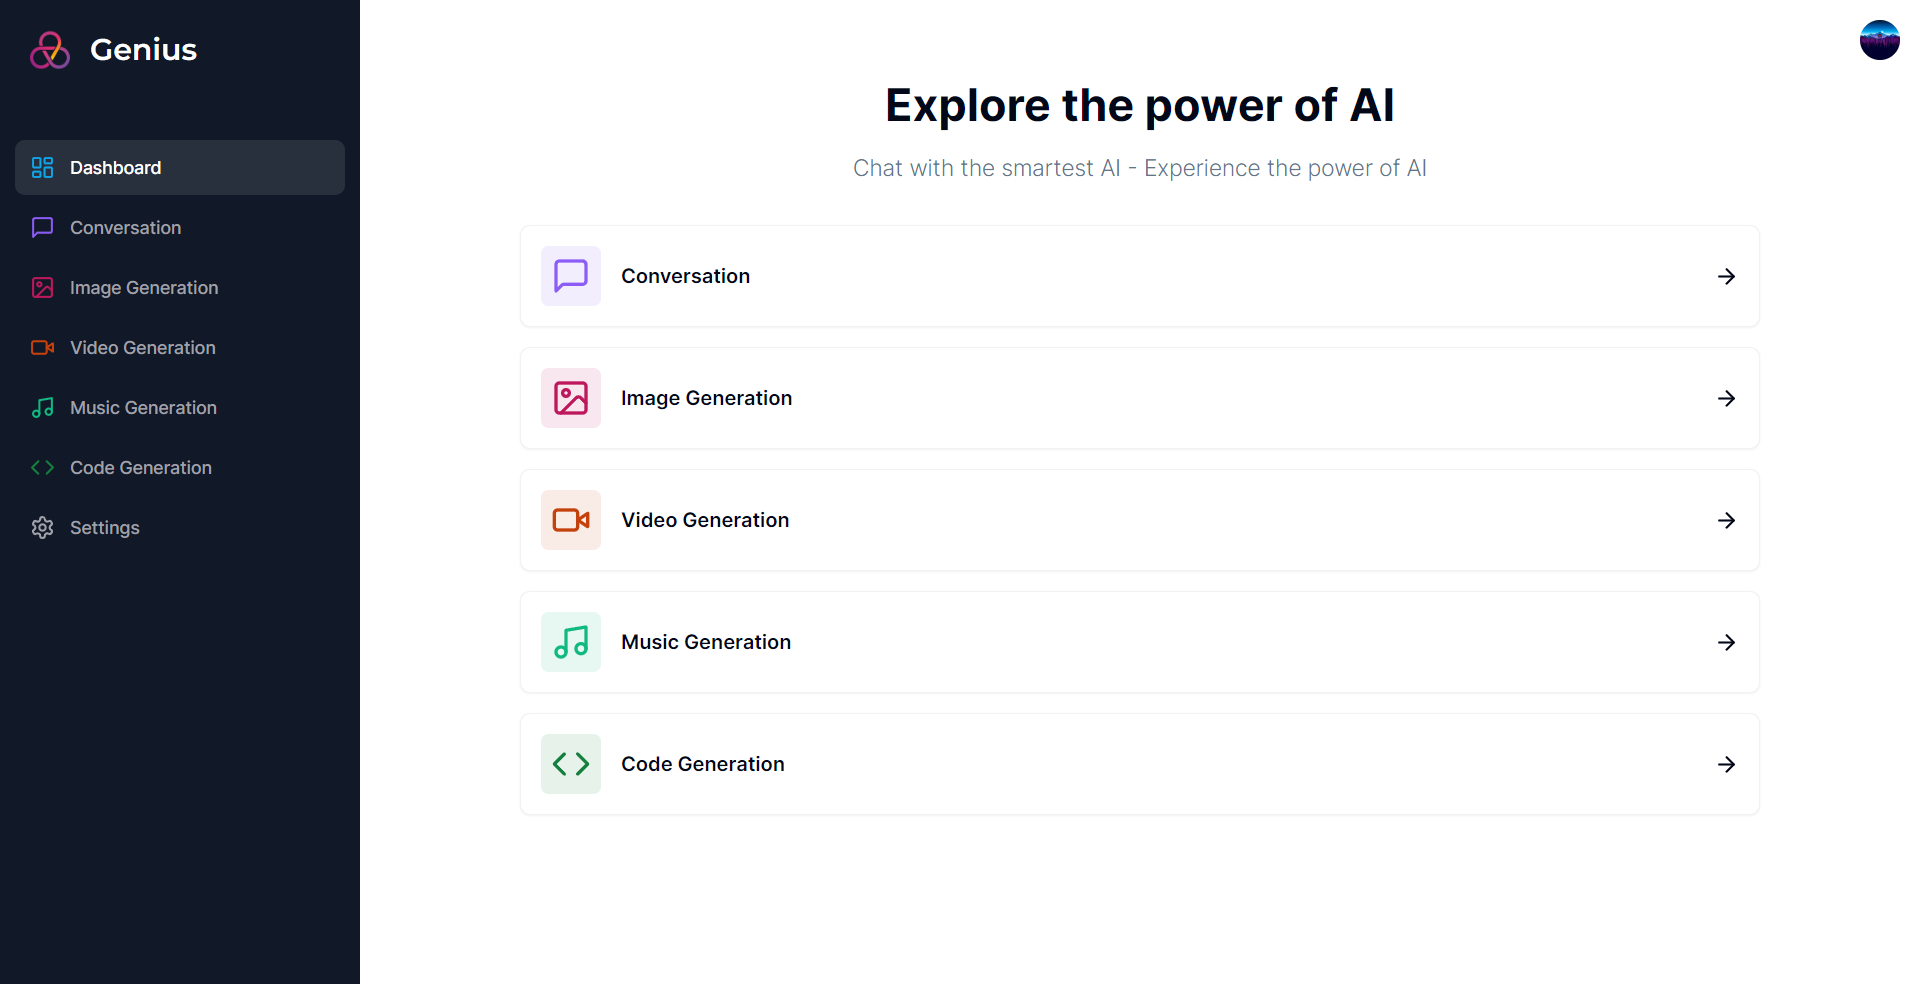 Genius
Dashboard
Conversation
Image Generation
Video Generation
Music Generation
Code Generation
Settings
Explore the power of AI
Chat with the smartest AI - Experience the power of AI
Conversation
Image Generation
Video Generation
Music Generation
Code Generation